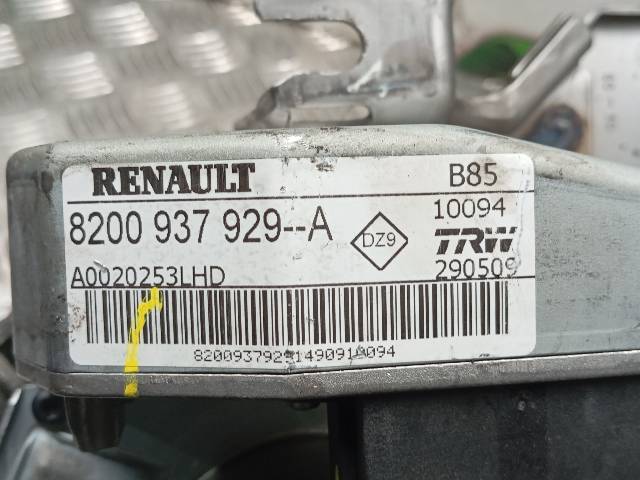 RENAULT B85
8200 937 929--A DZ9 10094
TRW
A0020253LHD 290509